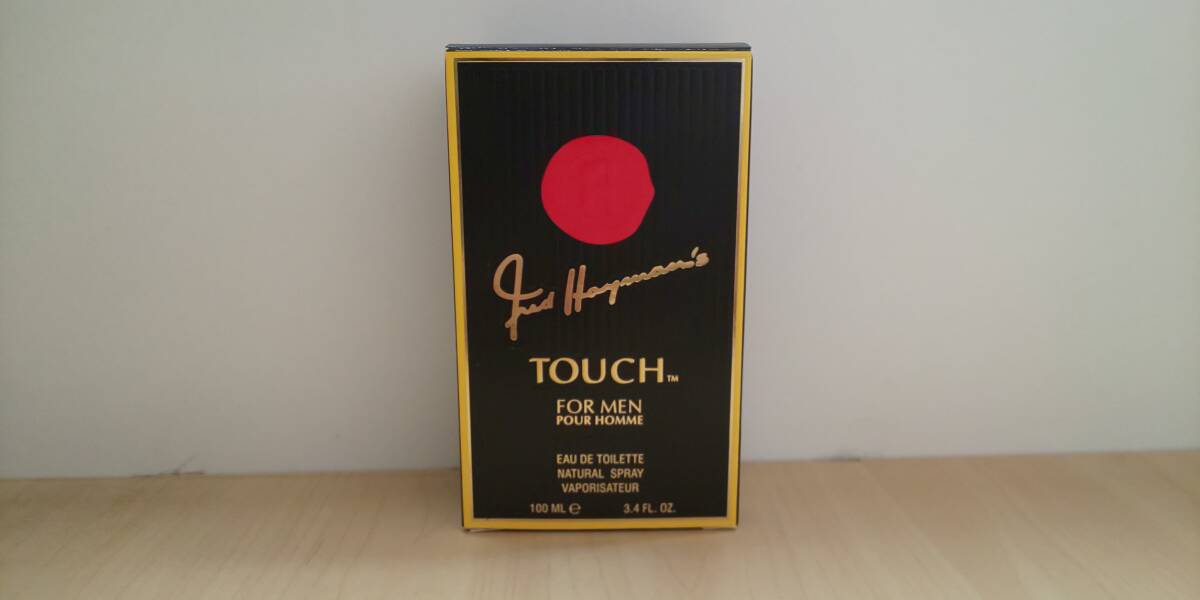 Fred Hayman's
TOUCH™
FOR MEN
POUR HOMME
EAU DE TOILETTE
NATURAL SPRAY
VAPORISATEUR
100 ML ℮ 3.4 FL. OZ.